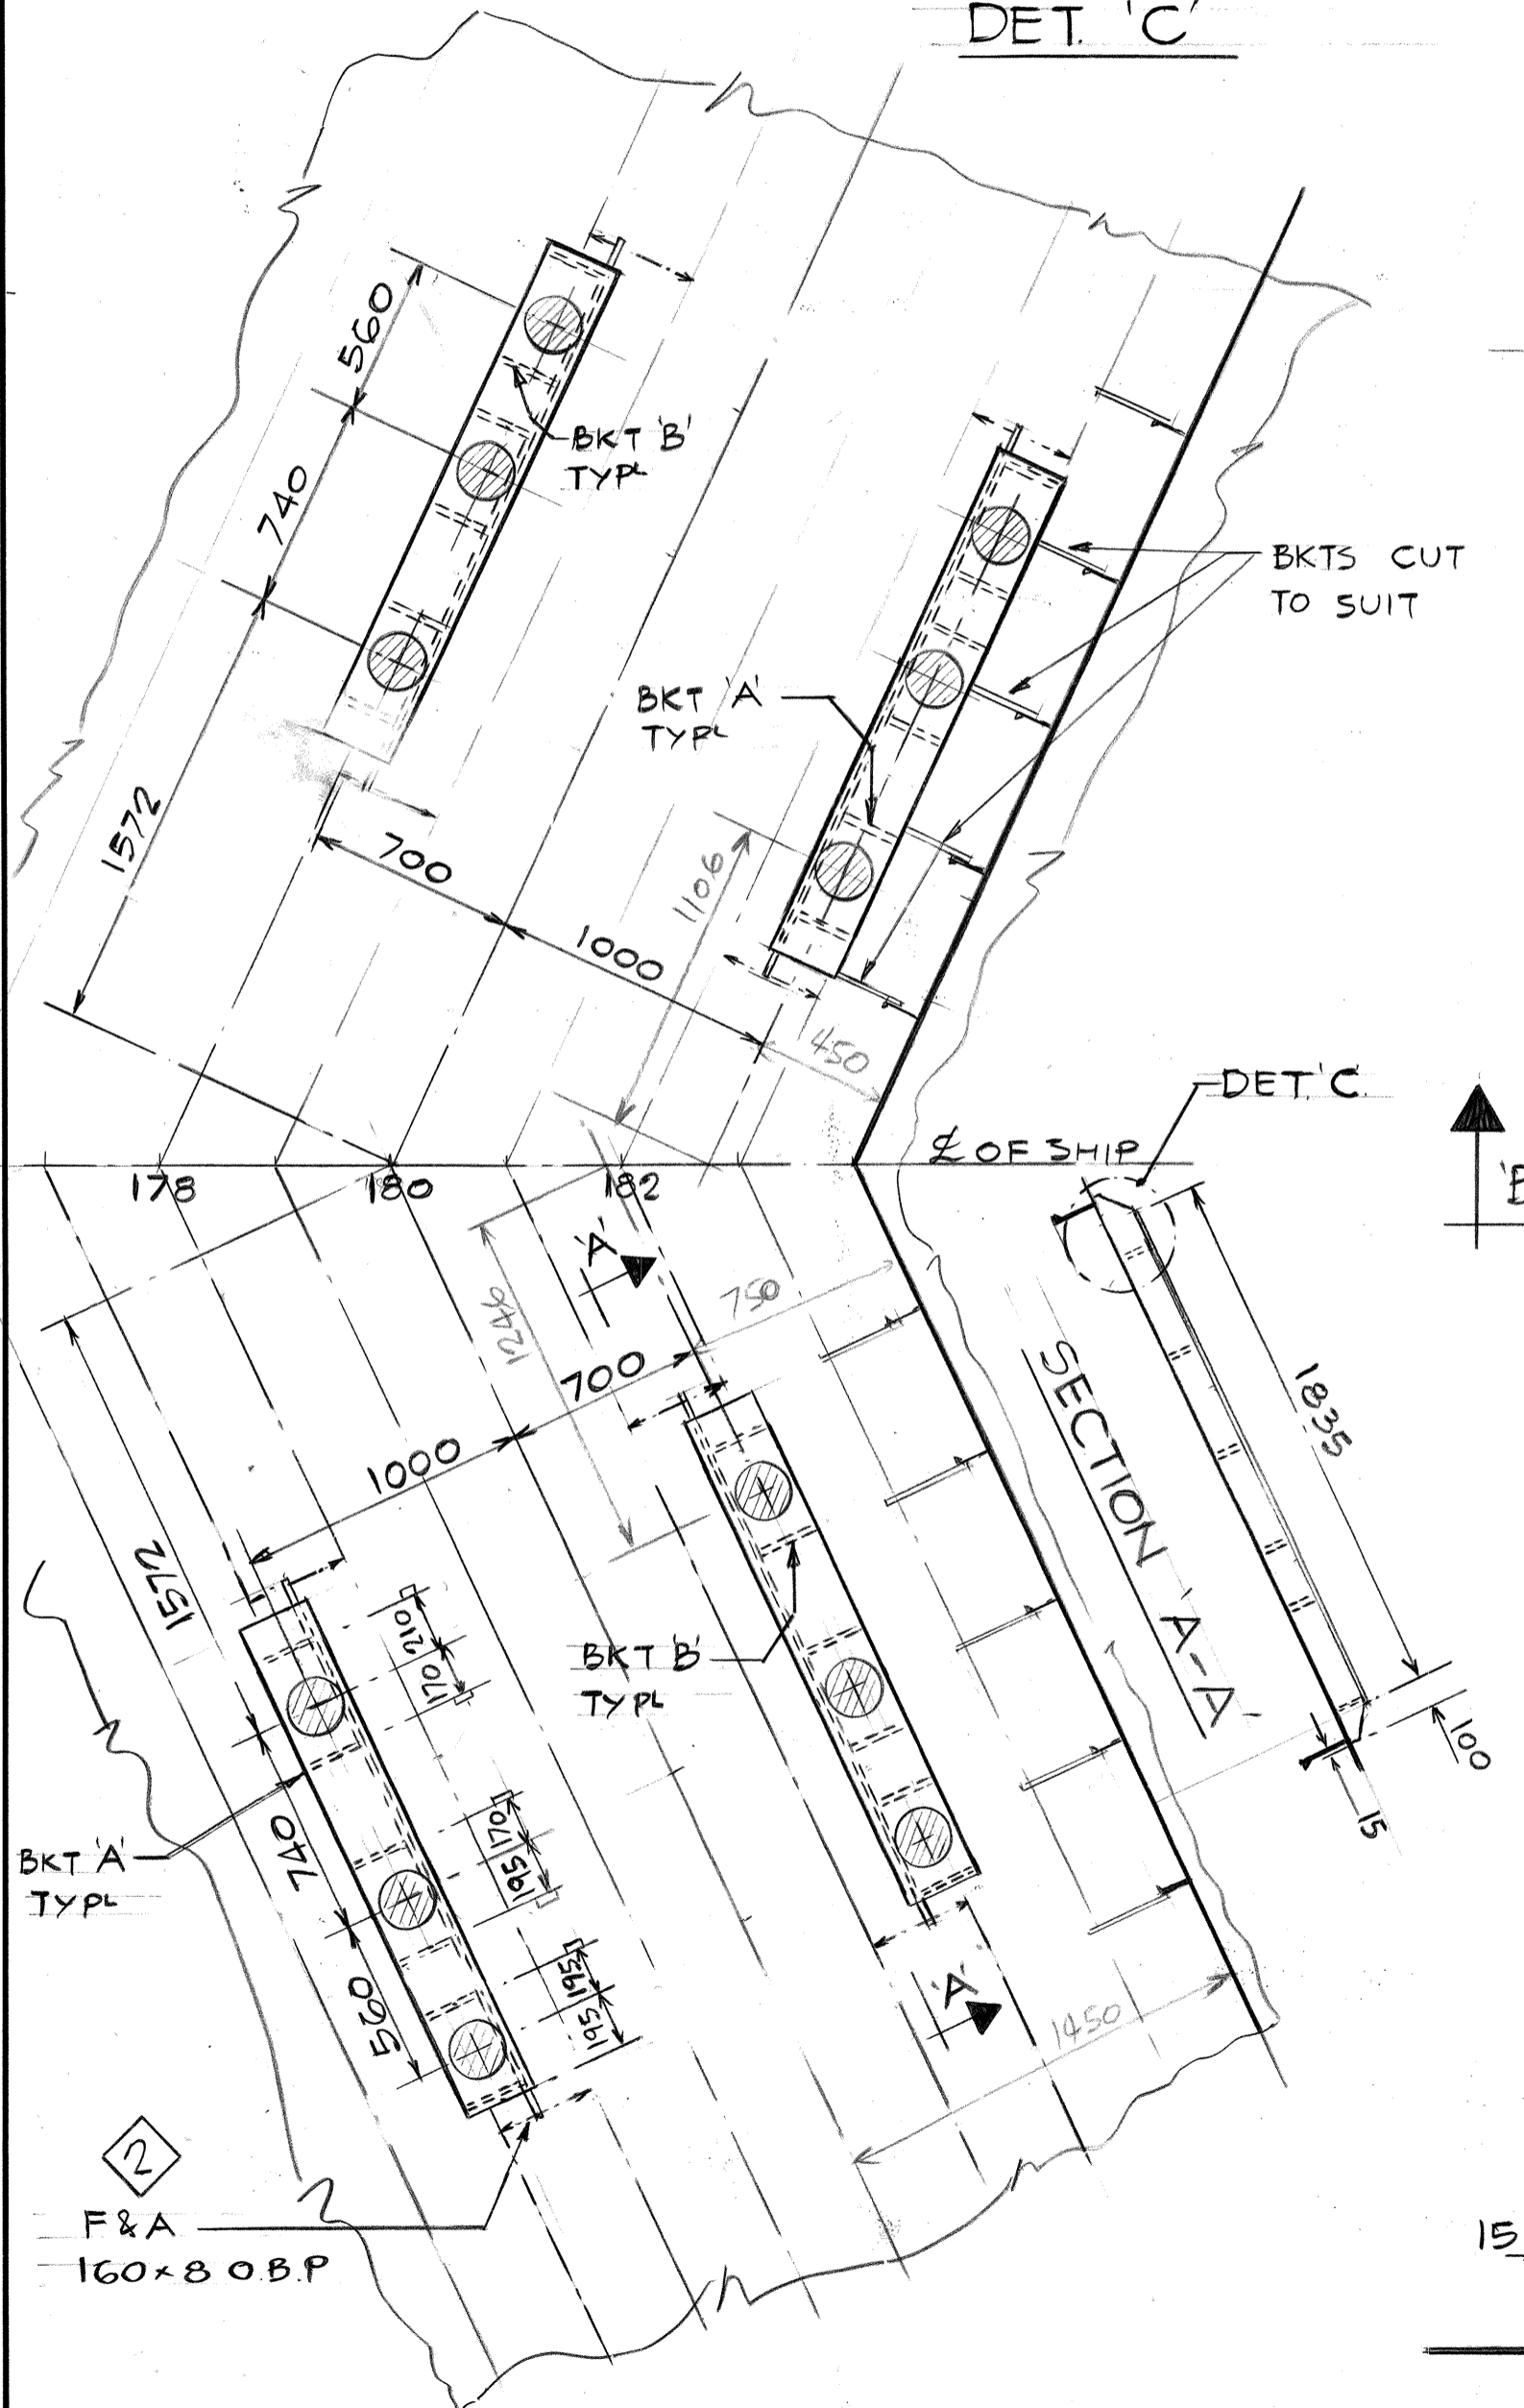 DET. 'C'
560
BKT 'B'
TYPL
740
BKTS CUT
TO SUIT
BKT 'A'
TYPL
1572
700
1106
1000
450
DET. 'C'
℄ OF SHIP
178
180
182
'A'
1246
750
700
1000
SECTION 'A-A'
1835
1572
210
170
BKT 'B'
TYPL
100
15
170
195
BKT 'A'
TYPL
740
195
195
560
'A'
1450
2
F & A
160 × 8 O.B.P
15